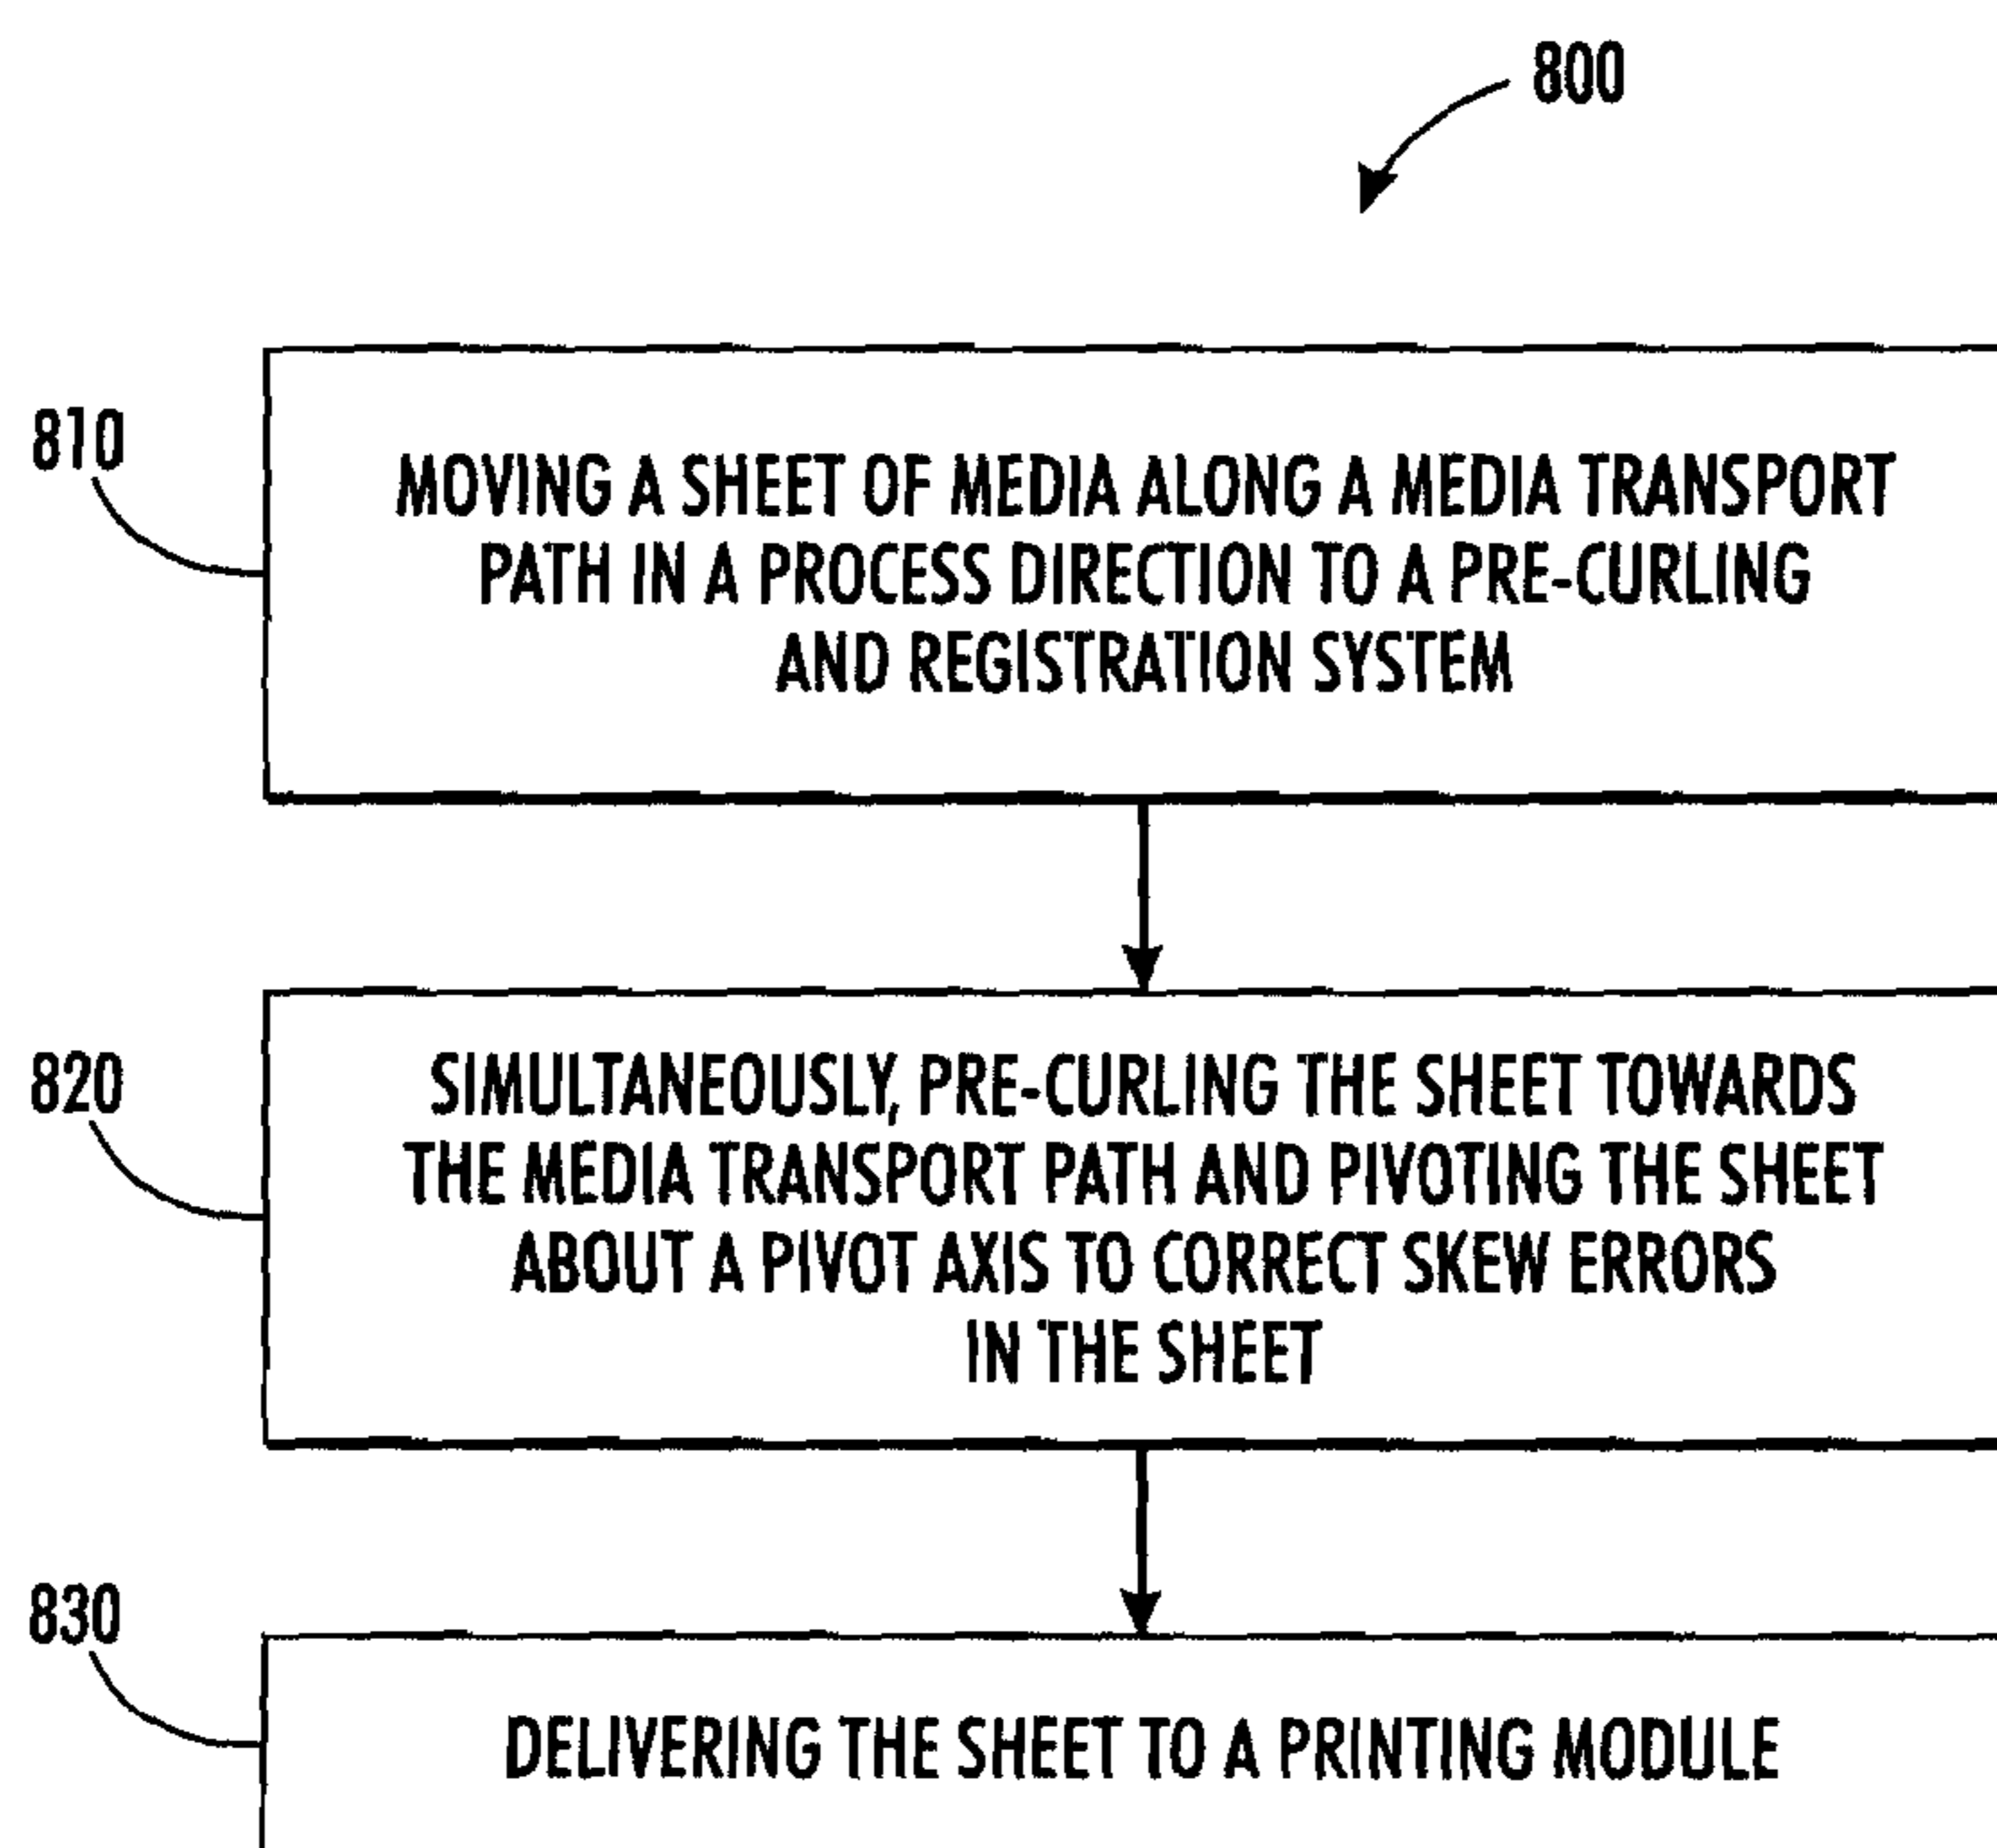 800
810
MOVING A SHEET OF MEDIA ALONG A MEDIA TRANSPORT
PATH IN A PROCESS DIRECTION TO A PRE-CURLING
AND REGISTRATION SYSTEM
820
SIMULTANEOUSLY, PRE-CURLING THE SHEET TOWARDS
THE MEDIA TRANSPORT PATH AND PIVOTING THE SHEET
ABOUT A PIVOT AXIS TO CORRECT SKEW ERRORS
IN THE SHEET
830
DELIVERING THE SHEET TO A PRINTING MODULE